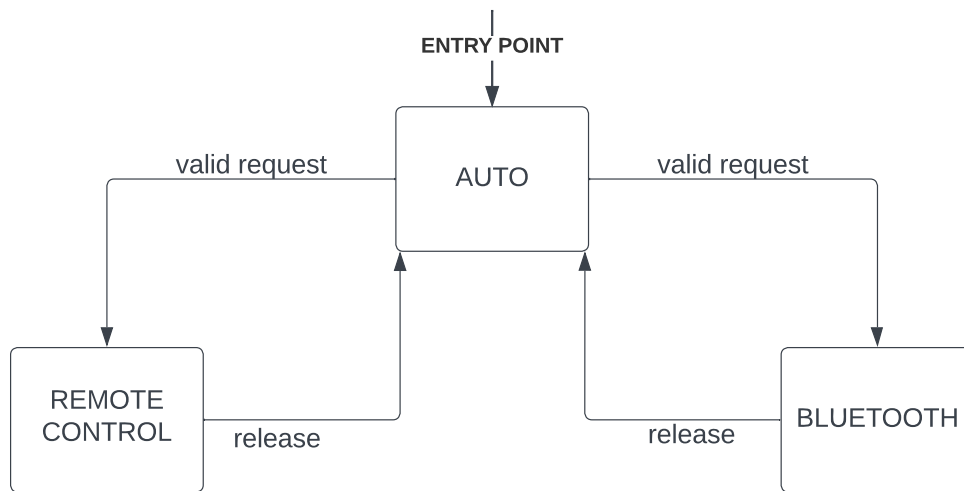 ENTRY POINT
valid request
AUTO
valid request
REMOTE
CONTROL
release
release
BLUETOOTH